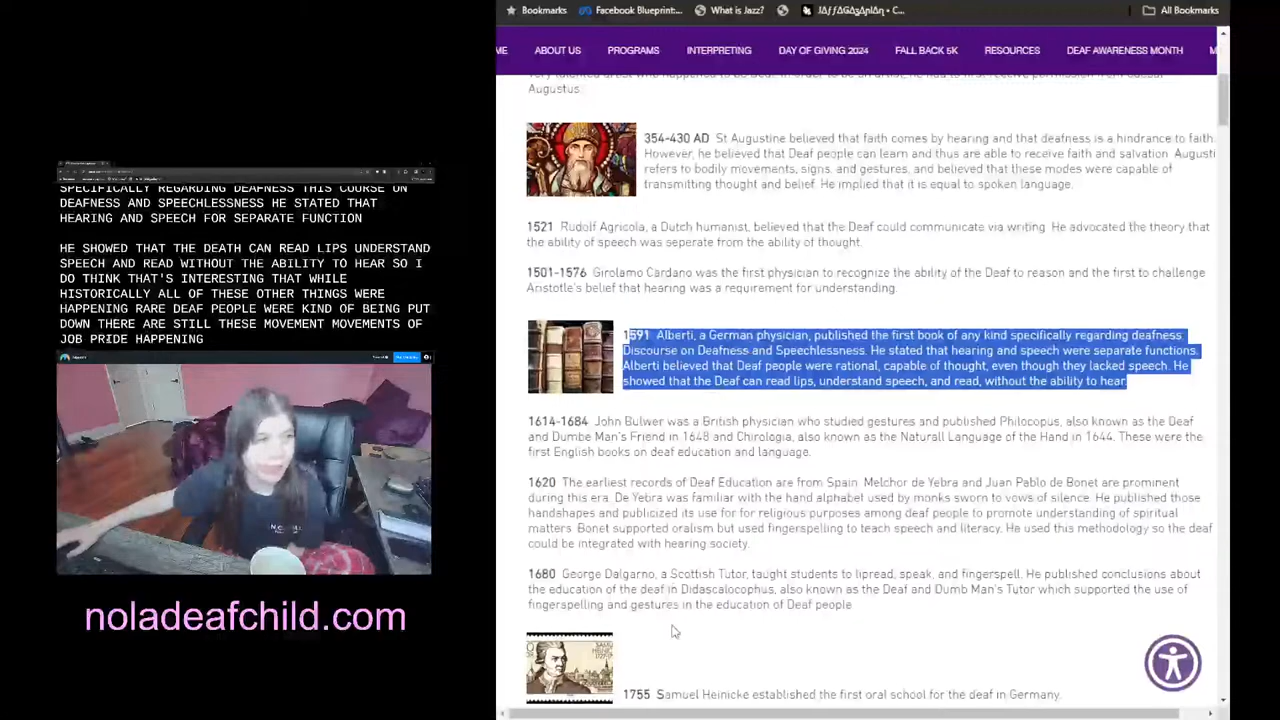 SPECIFICALLY REGARDING DEAFNESS THIS COURSE ON
DEAFNESS AND SPEECHLESSNESS HE STATED THAT
HEARING AND SPEECH FOR SEPARATE FUNCTION
HE SHOWED THAT THE DEATH CAN READ LIPS UNDERSTAND
SPEECH AND READ WITHOUT THE ABILITY TO HEAR SO I
DO THINK THAT'S INTERESTING THAT WHILE
HISTORICALLY ALL OF THESE OTHER THINGS WERE
HAPPENING RARE DEAF PEOPLE WERE KIND OF BEING PUT
DOWN THERE ARE STILL THESE MOVEMENT MOVEMENTS OF
JOB PRIDE HAPPENING
noladeafchild.com
Bookmarks Facebook Blueprint:... What is Jazz? All Bookmarks
ME ABOUT US PROGRAMS INTERPRETING DAY OF GIVING 2024 FALL BACK 5K RESOURCES DEAF AWARENESS MONTH
Augustus.
354-430 AD St Augustine believed that faith comes by hearing and that deafness is a hindrance to faith.
However, he believed that Deaf people can learn and thus are able to receive faith and salvation. Augusti
refers to bodily movements, signs, and gestures, and believed that these modes were capable of
transmitting thought and belief. He implied that it is equal to spoken language.
1521 Rudolf Agricola, a Dutch humanist, believed that the Deaf could communicate via writing. He advocated the theory that
the ability of speech was seperate from the ability of thought.
1501-1576 Girolamo Cardano was the first physician to recognize the ability of the Deaf to reason and the first to challenge
Aristotle's belief that hearing was a requirement for understanding.
1591 Alberti, a German physician, published the first book of any kind specifically regarding deafness.
Discourse on Deafness and Speechlessness. He stated that hearing and speech were separate functions.
Alberti believed that Deaf people were rational, capable of thought, even though they lacked speech. He
showed that the Deaf can read lips, understand speech, and read, without the ability to hear.
1614-1684 John Bulwer was a British physician who studied gestures and published Philocopus, also known as the Deaf
and Dumbe Man's Friend in 1648 and Chirologia, also known as the Naturall Language of the Hand in 1644. These were the
first English books on deaf education and language.
1620 The earliest records of Deaf Education are from Spain. Melchor de Yebra and Juan Pablo de Bonet are prominent
during this era. De Yebra was familiar with the hand alphabet used by monks sworn to vows of silence. He published those
handshapes and publicized its use for for religious purposes among deaf people to promote understanding of spiritual
matters. Bonet supported oralism but used fingerspelling to teach speech and literacy. He used this methodology so the deaf
could be integrated with hearing society.
1680 George Dalgarno, a Scottish Tutor, taught students to lipread, speak, and fingerspell. He published conclusions about
the education of the deaf in Didascalocophus, also known as the Deaf and Dumb Man's Tutor which supported the use of
fingerspelling and gestures in the education of Deaf people.
1755 Samuel Heinicke established the first oral school for the deaf in Germany.